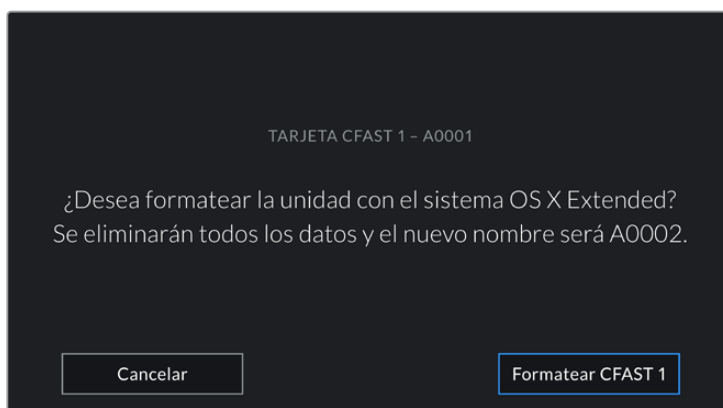 TARJETA CFAST 1 – A0001
¿Desea formatear la unidad con el sistema OS X Extended?
Se eliminarán todos los datos y el nuevo nombre será A0002.
Cancelar
Formatear CFAST 1